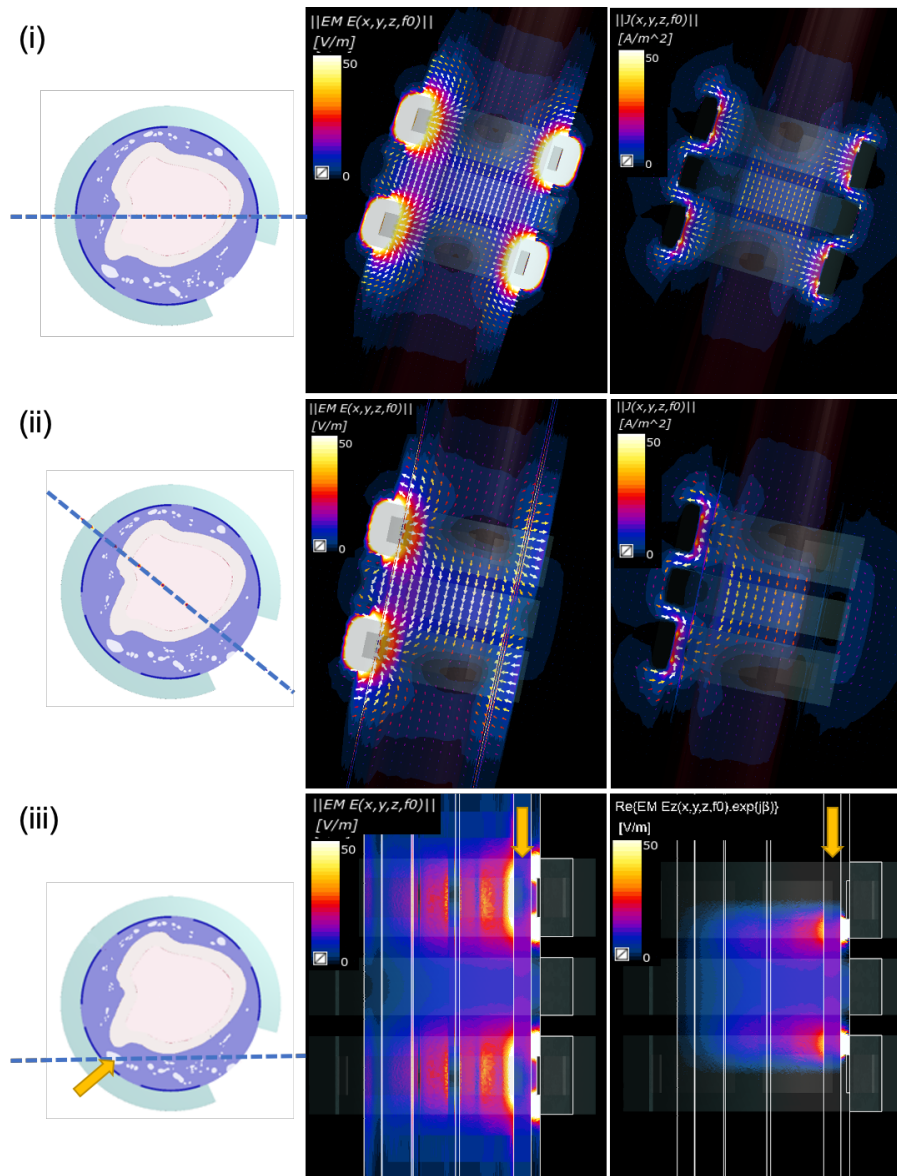 (i)
||EM E(x,y,z,f0)||
[V/m]
50
0
||J(x,y,z,f0)||
[A/m^2]
50
0
(ii)
||EM E(x,y,z,f0)||
[V/m]
50
0
||J(x,y,z,f0)||
[A/m^2]
50
0
(iii)
||EM E(x,y,z,f0)||
[V/m]
50
0
Re{EM Ez(x,y,z,f0).exp(jβ)}
[V/m]
50
0